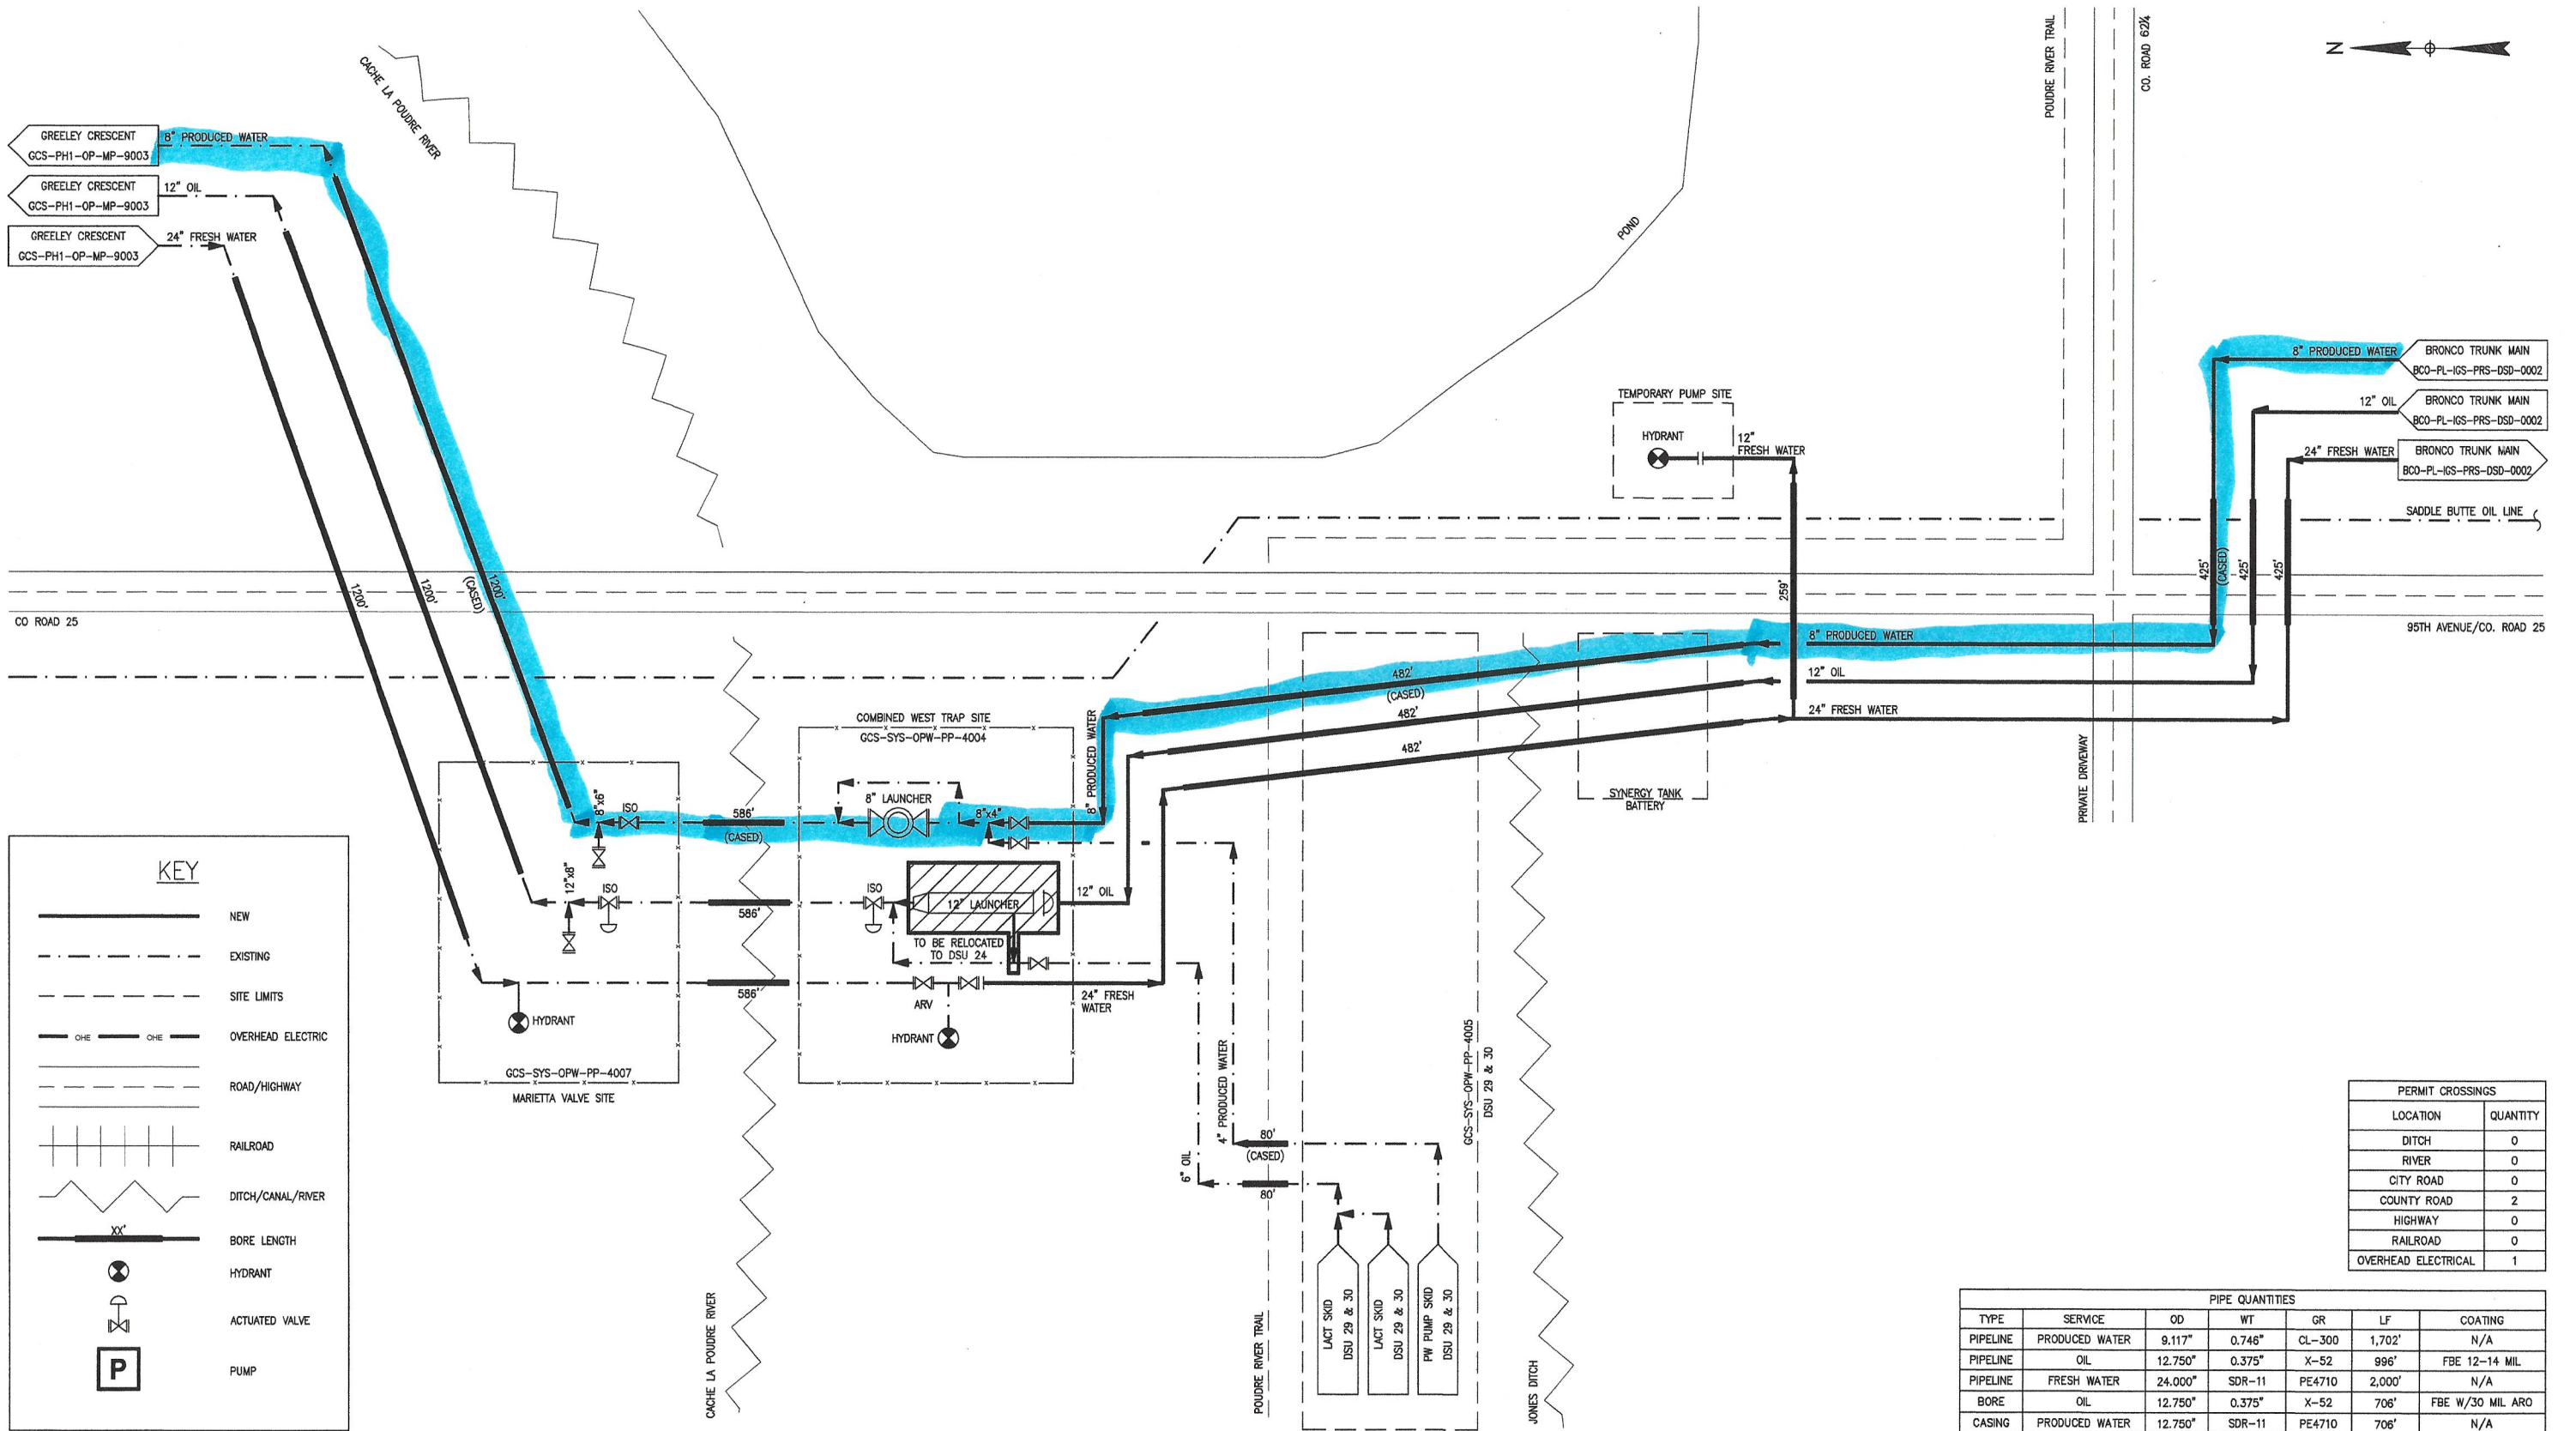 GREELEY CRESCENT
GCS-PH1-OP-MP-9003
8" PRODUCED WATER
GREELEY CRESCENT
GCS-PH1-OP-MP-9003
12" OIL
GREELEY CRESCENT
GCS-PH1-OP-MP-9003
24" FRESH WATER
CACHE LA POUDRE RIVER
POND
POUDRE RIVER TRAIL
CO. ROAD 62¼
N
8" PRODUCED WATER
BRONCO TRUNK MAIN
BCO-PL-IGS-PRS-DSD-0002
12" OIL
BRONCO TRUNK MAIN
BCO-PL-IGS-PRS-DSD-0002
24" FRESH WATER
BRONCO TRUNK MAIN
BCO-PL-IGS-PRS-DSD-0002
SADDLE BUTTE OIL LINE
TEMPORARY PUMP SITE
HYDRANT
12"
FRESH WATER
259'
425'
(CASED)
425'
425'
1200'
1200'
(CASED)
1200'
CO ROAD 25
95TH AVENUE/CO. ROAD 25
8" PRODUCED WATER
12" OIL
24" FRESH WATER
482'
(CASED)
482'
482'
SYNERGY TANK
BATTERY
PRIVATE DRIVEWAY
COMBINED WEST TRAP SITE
GCS-SYS-OPW-PP-4004
8" PRODUCED WATER
8"x6"
ISO
586'
(CASED)
8" LAUNCHER
8"x4"
12"x8"
ISO
586'
ISO
12" LAUNCHER
12" OIL
TO BE RELOCATED
TO DSU 24
586'
ARV
24" FRESH
WATER
HYDRANT
HYDRANT
GCS-SYS-OPW-PP-4007
MARIETTA VALVE SITE
4" PRODUCED WATER
6" OIL
80'
(CASED)
80'
GCS-SYS-OPW-PP-4005
DSU 29 & 30
LACT SKID
DSU 29 & 30
LACT SKID
DSU 29 & 30
PW PUMP SKID
DSU 29 & 30
CACHE LA POUDRE RIVER
POUDRE RIVER TRAIL
JONES DITCH
KEY
NEW
EXISTING
SITE LIMITS
OHE OHE OVERHEAD ELECTRIC
ROAD/HIGHWAY
RAILROAD
DITCH/CANAL/RIVER
XX' BORE LENGTH
HYDRANT
ACTUATED VALVE
P PUMP
PERMIT CROSSINGS
LOCATION QUANTITY
DITCH 0
RIVER 0
CITY ROAD 0
COUNTY ROAD 2
HIGHWAY 0
RAILROAD 0
OVERHEAD ELECTRICAL 1
PIPE QUANTITIES
TYPE SERVICE OD WT GR LF COATING
PIPELINE PRODUCED WATER 9.117" 0.746" CL-300 1,702' N/A
PIPELINE OIL 12.750" 0.375" X-52 996' FBE 12-14 MIL
PIPELINE FRESH WATER 24.000" SDR-11 PE4710 2,000' N/A
BORE OIL 12.750" 0.375" X-52 706' FBE W/30 MIL ARO
CASING PRODUCED WATER 12.750" SDR-11 PE4710 706' N/A